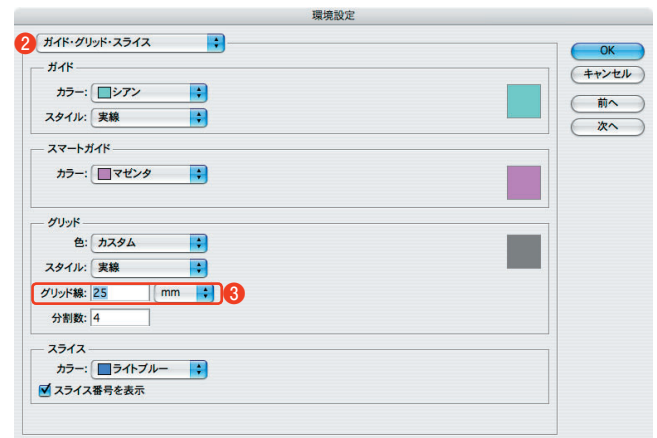 環境設定
2 ガイド・グリッド・スライス
OK
キャンセル
前へ
次へ
ガイド
カラー: シアン
スタイル: 実線
スマートガイド
カラー: マゼンタ
グリッド
色: カスタム
スタイル: 実線
グリッド線: 25 mm 3
分割数: 4
スライス
カラー: ライトブルー
スライス番号を表示